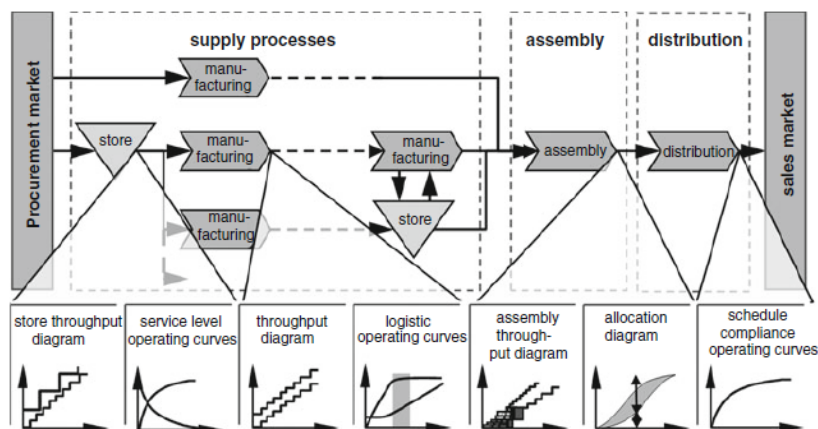 supply processes
assembly
distribution
Procurement market
sales market
manu-
facturing
store
manu-
facturing
manu-
facturing
assembly
distribution
manu-
facturing
store
store throughput
diagram
service level
operating curves
throughput
diagram
logistic
operating curves
assembly
through-
put diagram
allocation
diagram
schedule
compliance
operating curves